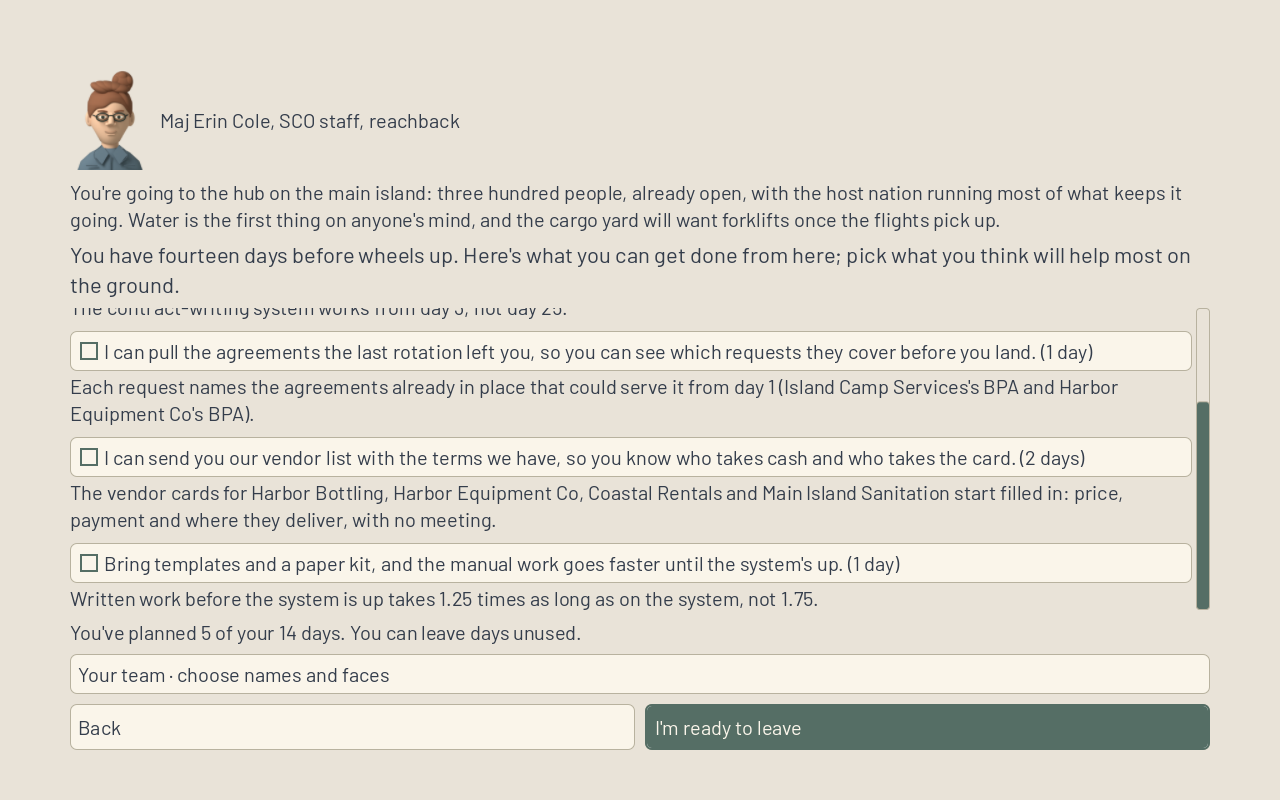 Maj Erin Cole, SCO staff, reachback
You're going to the hub on the main island: three hundred people, already open, with the host nation running most of what keeps it
going. Water is the first thing on anyone's mind, and the cargo yard will want forklifts once the flights pick up.
You have fourteen days before wheels up. Here's what you can get done from here; pick what you think will help most on
the ground.
The contract-writing system works from day 5, not day 25.
I can pull the agreements the last rotation left you, so you can see which requests they cover before you land. (1 day)
Each request names the agreements already in place that could serve it from day 1 (Island Camp Services's BPA and Harbor
Equipment Co's BPA).
I can send you our vendor list with the terms we have, so you know who takes cash and who takes the card. (2 days)
The vendor cards for Harbor Bottling, Harbor Equipment Co, Coastal Rentals and Main Island Sanitation start filled in: price,
payment and where they deliver, with no meeting.
Bring templates and a paper kit, and the manual work goes faster until the system's up. (1 day)
Written work before the system is up takes 1.25 times as long as on the system, not 1.75.
You've planned 5 of your 14 days. You can leave days unused.
Your team · choose names and faces
Back
I'm ready to leave